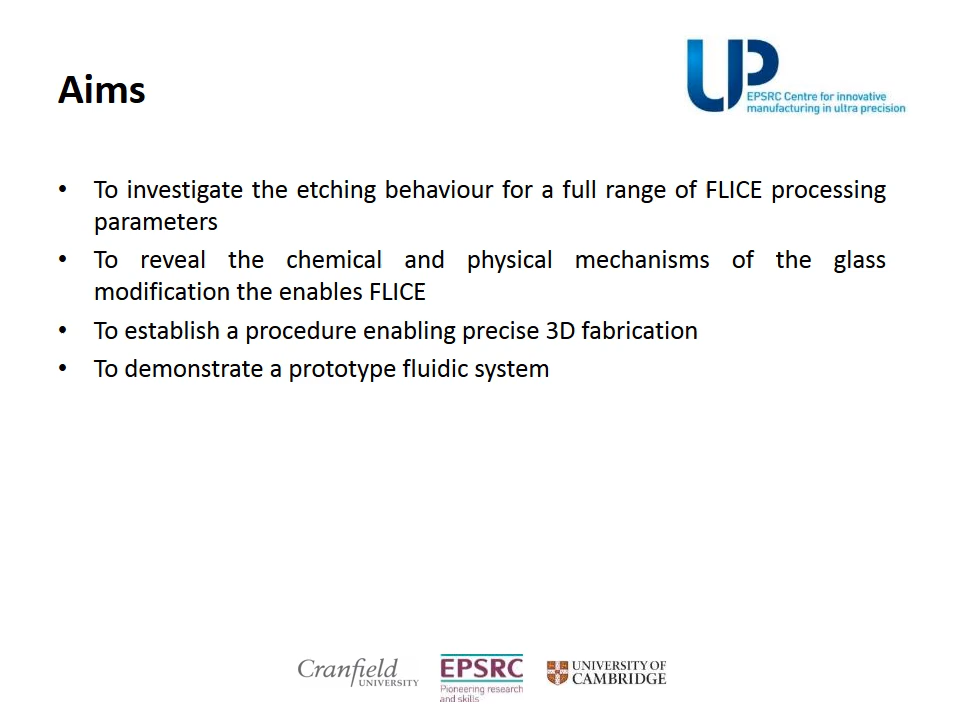 Aims
UP
EPSRC Centre for innovative
manufacturing in ultra precision
• To investigate the etching behaviour for a full range of FLICE processing
parameters
• To reveal the chemical and physical mechanisms of the glass
modification the enables FLICE
• To establish a procedure enabling precise 3D fabrication
• To demonstrate a prototype fluidic system
Cranfield
UNIVERSITY
EPSRC
Pioneering research
and skills
UNIVERSITY OF
CAMBRIDGE